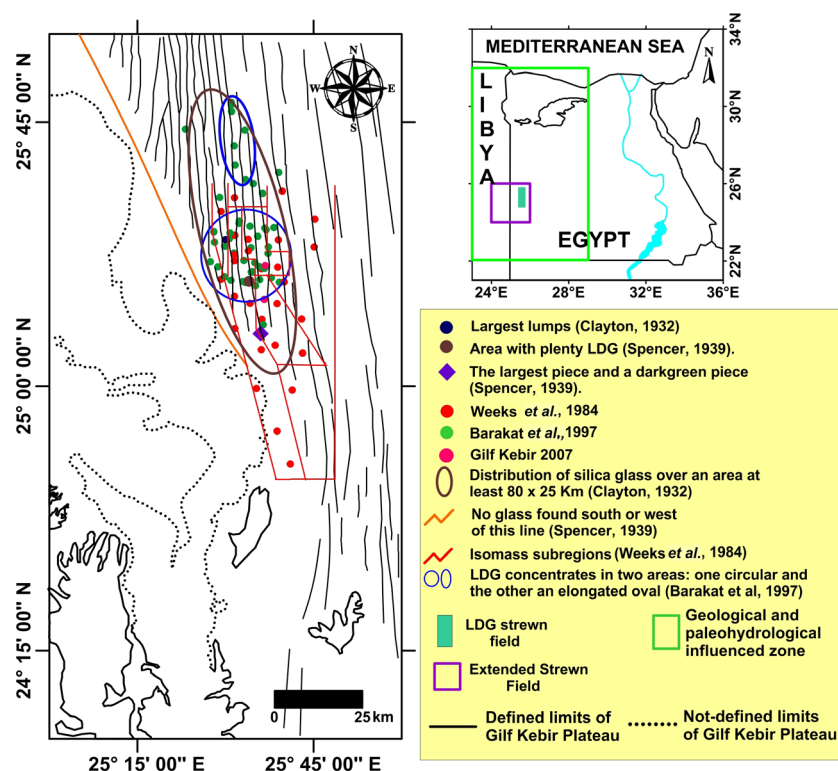 N
W E
S
45' 00" N
25°
00' 00" N
25°
15' 00" N
24°
25° 15' 00" E
25° 45' 00" E
0 25 km
MEDITERRANEAN SEA
N
LIBYA
EGYPT
34°N
30°N
26°N
22°N
24°E 28°E 32°E 36°E
Largest lumps (Clayton, 1932)
Area with plenty LDG (Spencer, 1939).
The largest piece and a darkgreen piece
(Spencer, 1939).
Weeks et al., 1984
Barakat et al., 1997
Gilf Kebir 2007
Distribution of silica glass over an area at
least 80 x 25 Km (Clayton, 1932)
No glass found south or west
of this line (Spencer, 1939)
Isomass subregions (Weeks et al., 1984)
LDG concentrates in two areas: one circular and
the other an elongated oval (Barakat et al, 1997)
LDG strewn
field
Geological and
paleohydrological
influenced zone
Extended Strewn
Field
Defined limits of
Gilf Kebir Plateau
Not-defined limits
of Gilf Kebir Plateau